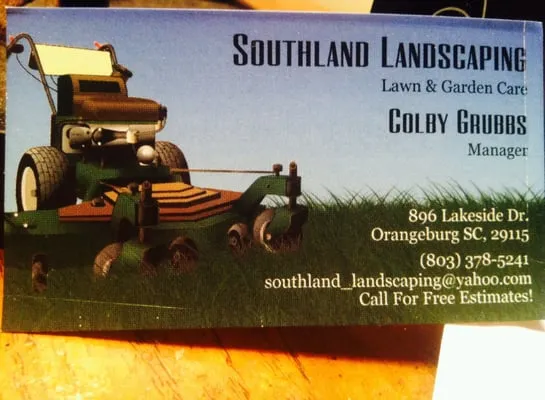 Southland Landscaping
Lawn & Garden Care
Colby Grubbs
Manager
896 Lakeside Dr.
Orangeburg SC, 29115
(803) 378-5241
southland_landscaping@yahoo.com
Call For Free Estimates!